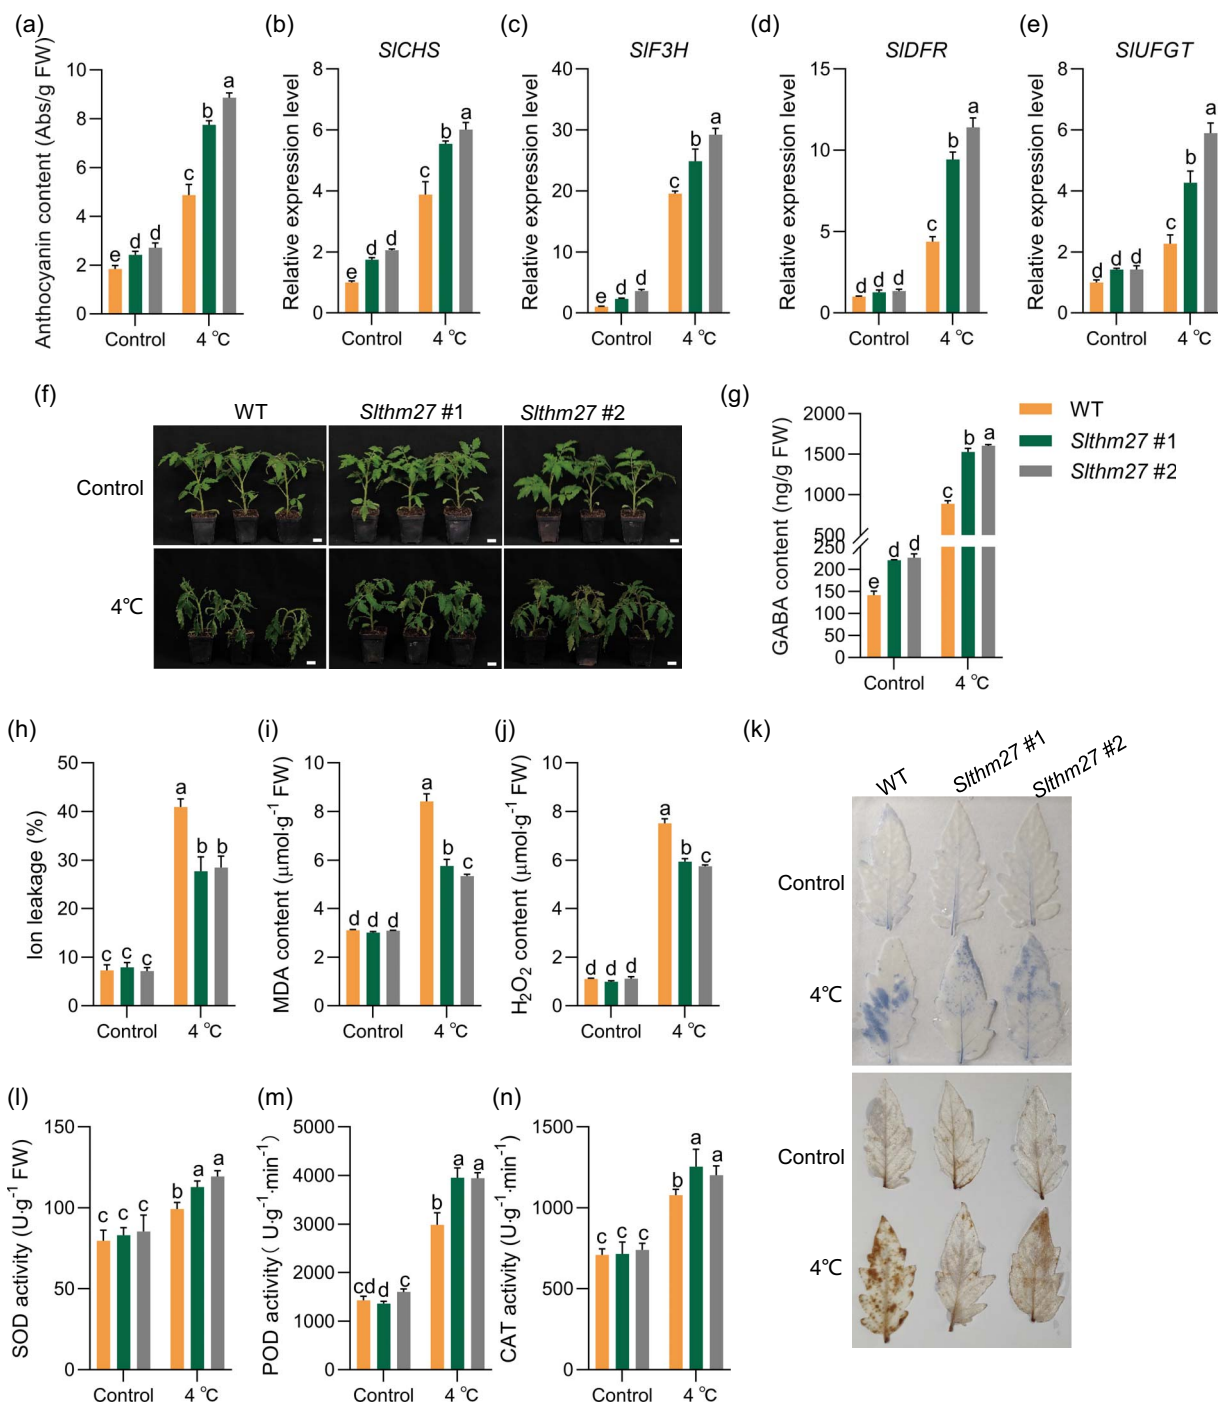 (a)
Anthocyanin content (Abs/g FW)
10
8
6
4
2
0
e d d c b a
Control 4 °C
(b)
SlCHS
Relative expression level
8
6
4
2
0
e d d c b a
Control 4 °C
(c)
SlF3H
Relative expression level
40
30
20
10
0
e d d c b a
Control 4 °C
(d)
SlDFR
Relative expression level
15
10
5
0
d d d c b a
Control 4 °C
(e)
SlUFGT
Relative expression level
8
6
4
2
0
d d d c b a
Control 4 °C
(f)
WT Slthm27 #1 Slthm27 #2
Control
4℃
(g)
GABA content (ng/g FW)
2000
1500
1000
500
250
200
150
100
50
0
e d d c b a
Control 4 °C
WT
Slthm27 #1
Slthm27 #2
(h)
Ion leakage (%)
50
40
30
20
10
0
c c c a b b
Control 4 °C
(i)
MDA content (μmol·g⁻¹ FW)
10
8
6
4
2
0
d d d a b c
Control 4 °C
(j)
H₂O₂ content (μmol·g⁻¹ FW)
10
8
6
4
2
0
d d d a b c
Control 4 °C
(k)
WT Slthm27 #1 Slthm27 #2
Control
4℃
Control
4℃
(l)
SOD activity (U·g⁻¹ FW)
150
100
50
0
c c c b a a
Control 4 °C
(m)
POD activity( U·g⁻¹·min⁻¹)
5000
4000
3000
2000
1000
0
cd d c b a a
Control 4 °C
(n)
CAT activity (U·g⁻¹·min⁻¹)
1500
1000
500
0
c c c b a a
Control 4 °C